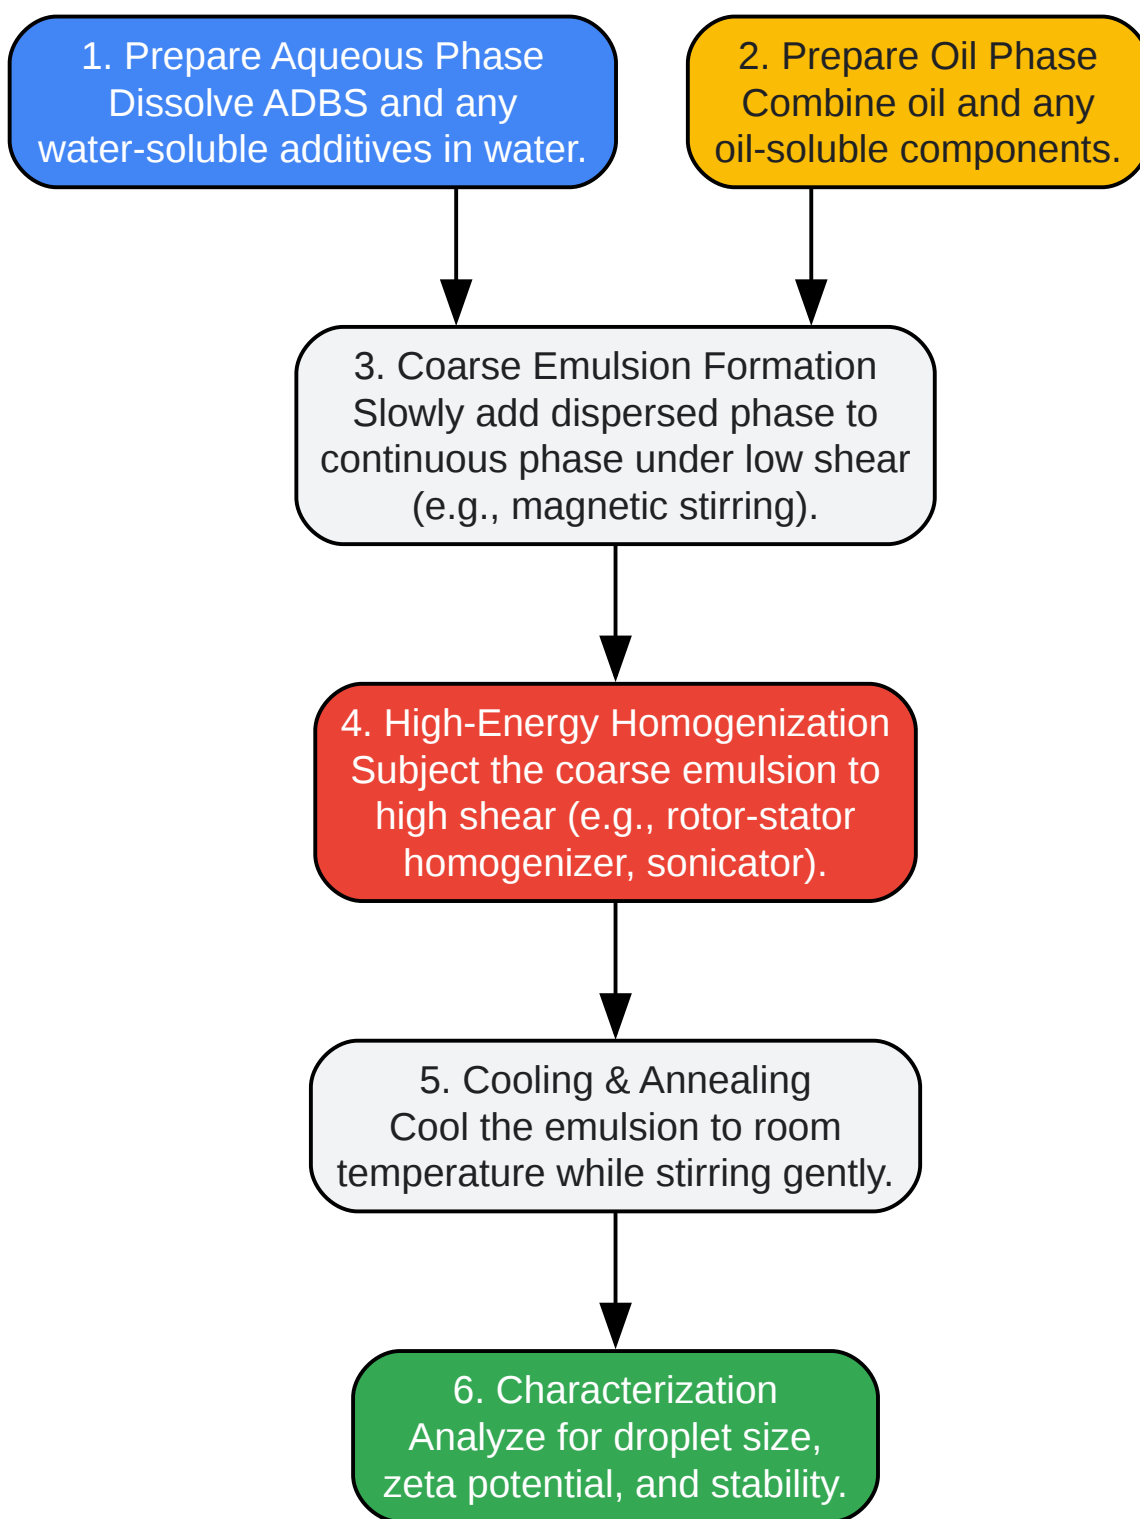 1. Prepare Aqueous Phase
Dissolve ADBS and any
water-soluble additives in water.
2. Prepare Oil Phase
Combine oil and any
oil-soluble components.
3. Coarse Emulsion Formation
Slowly add dispersed phase to
continuous phase under low shear
(e.g., magnetic stirring).
4. High-Energy Homogenization
Subject the coarse emulsion to
high shear (e.g., rotor-stator
homogenizer, sonicator).
5. Cooling & Annealing
Cool the emulsion to room
temperature while stirring gently.
6. Characterization
Analyze for droplet size,
zeta potential, and stability.